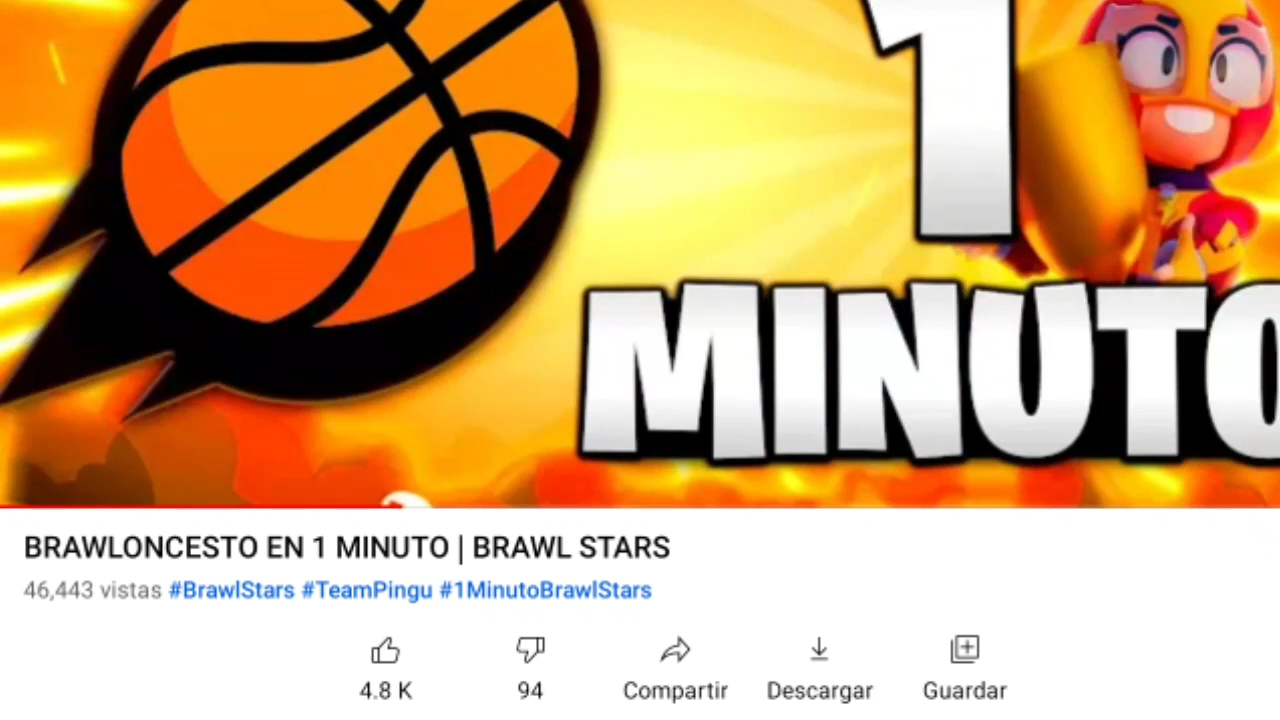 1
MINUTO
BRAWLONCESTO EN 1 MINUTO | BRAWL STARS
46,443 vistas #BrawlStars #TeamPingu #1MinutoBrawlStars
4.8 K 94 Compartir Descargar Guardar